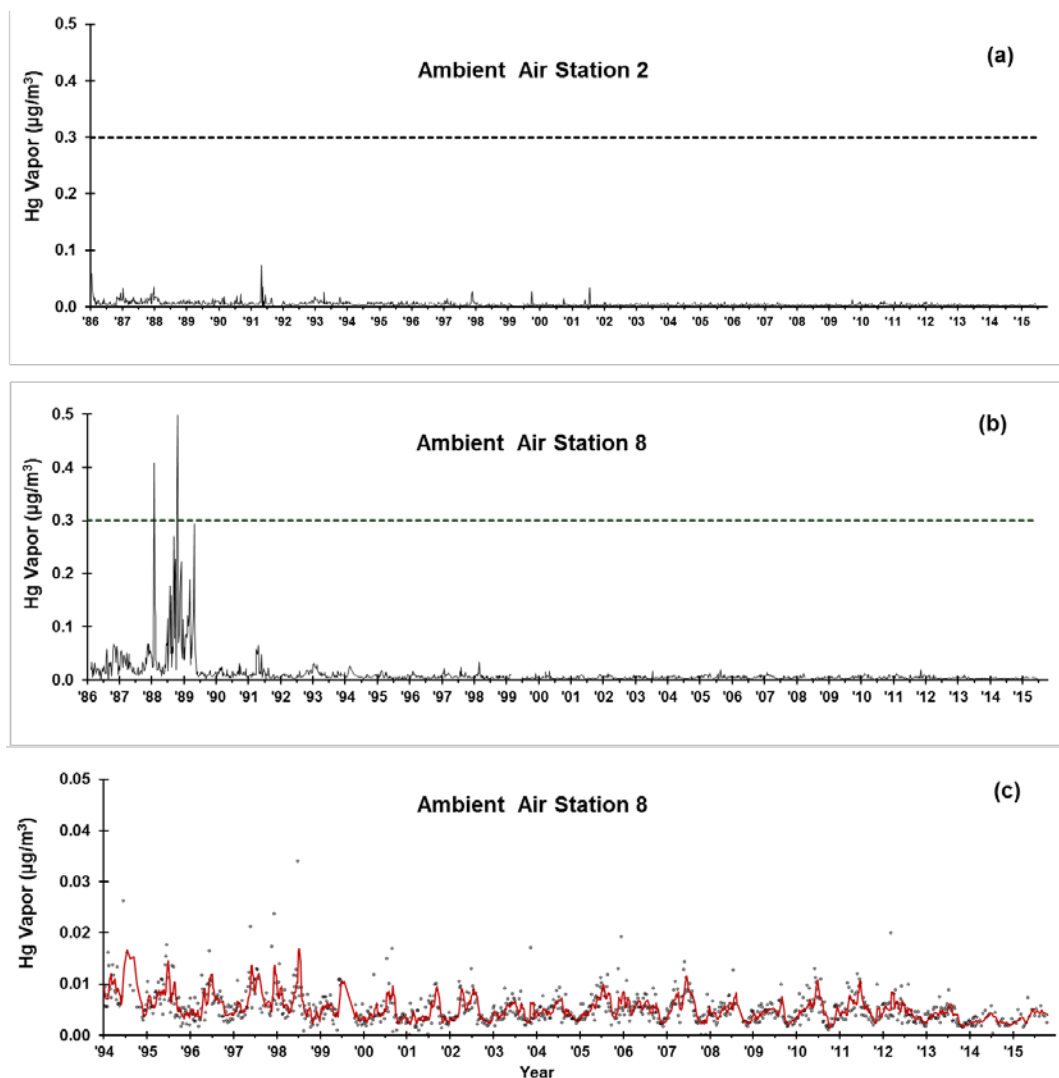 (a)
Ambient Air Station 2
Hg Vapor (µg/m³)
0.5
0.4
0.3
0.2
0.1
0.0
'86 '87 '88 '89 '90 '91 '92 '93 '94 '95 '96 '97 '98 '99 '00 '01 '02 '03 '04 '05 '06 '07 '08 '09 '10 '11 '12 '13 '14 '15
(b)
Ambient Air Station 8
Hg Vapor (µg/m³)
0.5
0.4
0.3
0.2
0.1
0.0
'86 '87 '88 '89 '90 '91 '92 '93 '94 '95 '96 '97 '98 '99 '00 '01 '02 '03 '04 '05 '06 '07 '08 '09 '10 '11 '12 '13 '14 '15
(c)
Ambient Air Station 8
Hg Vapor (µg/m³)
0.05
0.04
0.03
0.02
0.01
0.00
'94 '95 '96 '97 '98 '99 '00 '01 '02 '03 '04 '05 '06 '07 '08 '09 '10 '11 '12 '13 '14 '15
Year